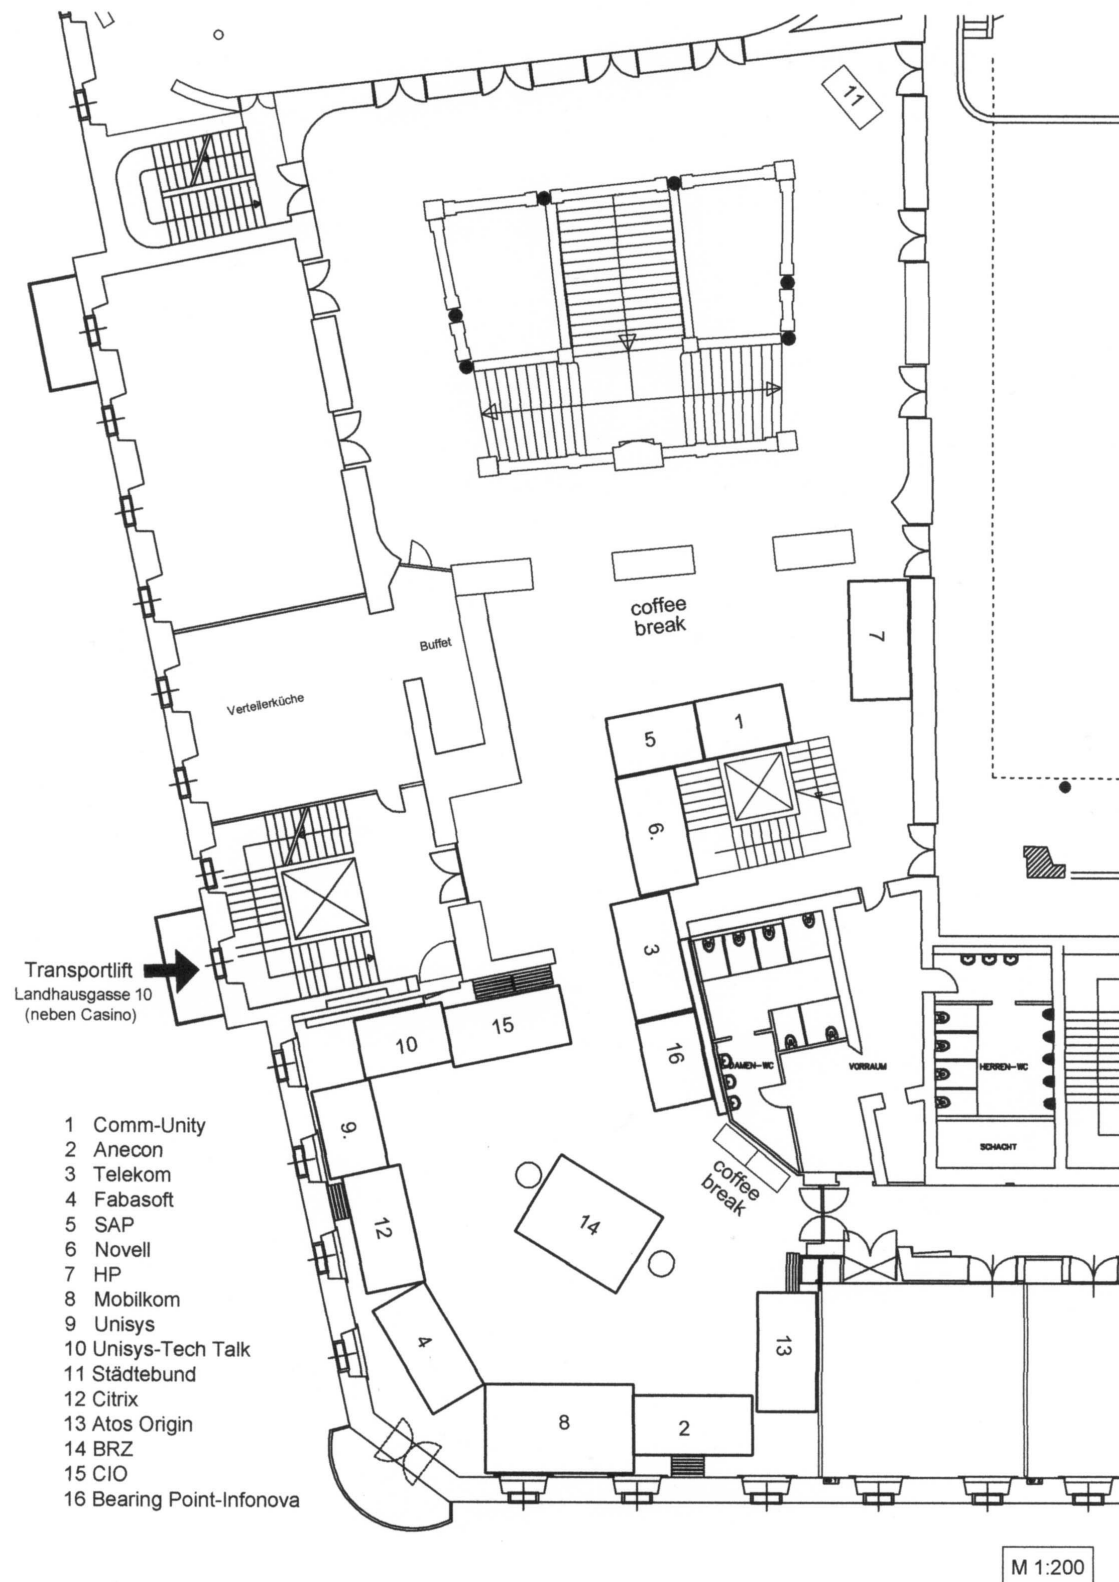 11
coffee
break
7
Buffet
Verteilerküche
5
1
6.
3
Transportlift
Landhausgasse 10
(neben Casino)
15
10
16
DAMEN-WC
VORRAUM
HERREN-WC
SCHACHT
9.
coffee
break
12
14
4
13
8
2
1 Comm-Unity
2 Anecon
3 Telekom
4 Fabasoft
5 SAP
6 Novell
7 HP
8 Mobilkom
9 Unisys
10 Unisys-Tech Talk
11 Städtebund
12 Citrix
13 Atos Origin
14 BRZ
15 CIO
16 Bearing Point-Infonova
M 1:200